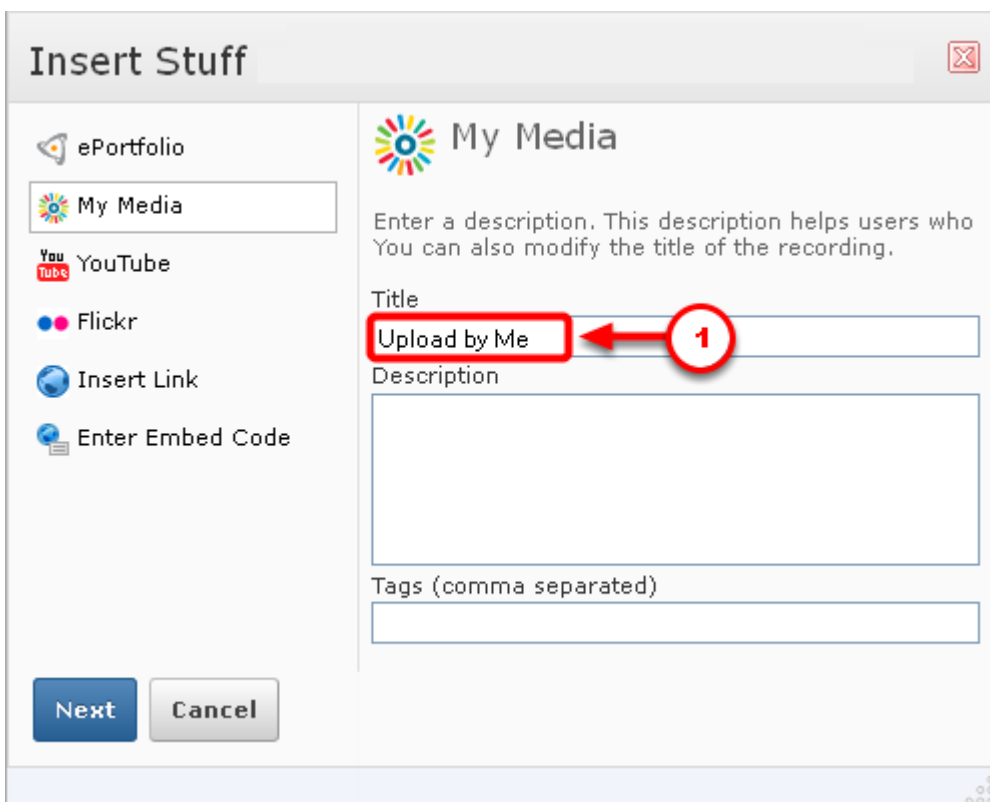 Insert Stuff
ePortfolio
My Media
You Tube YouTube
Flickr
Insert Link
Enter Embed Code
My Media
Enter a description. This description helps users who
You can also modify the title of the recording.
Title
Upload by Me
1
Description
Tags (comma separated)
Next
Cancel